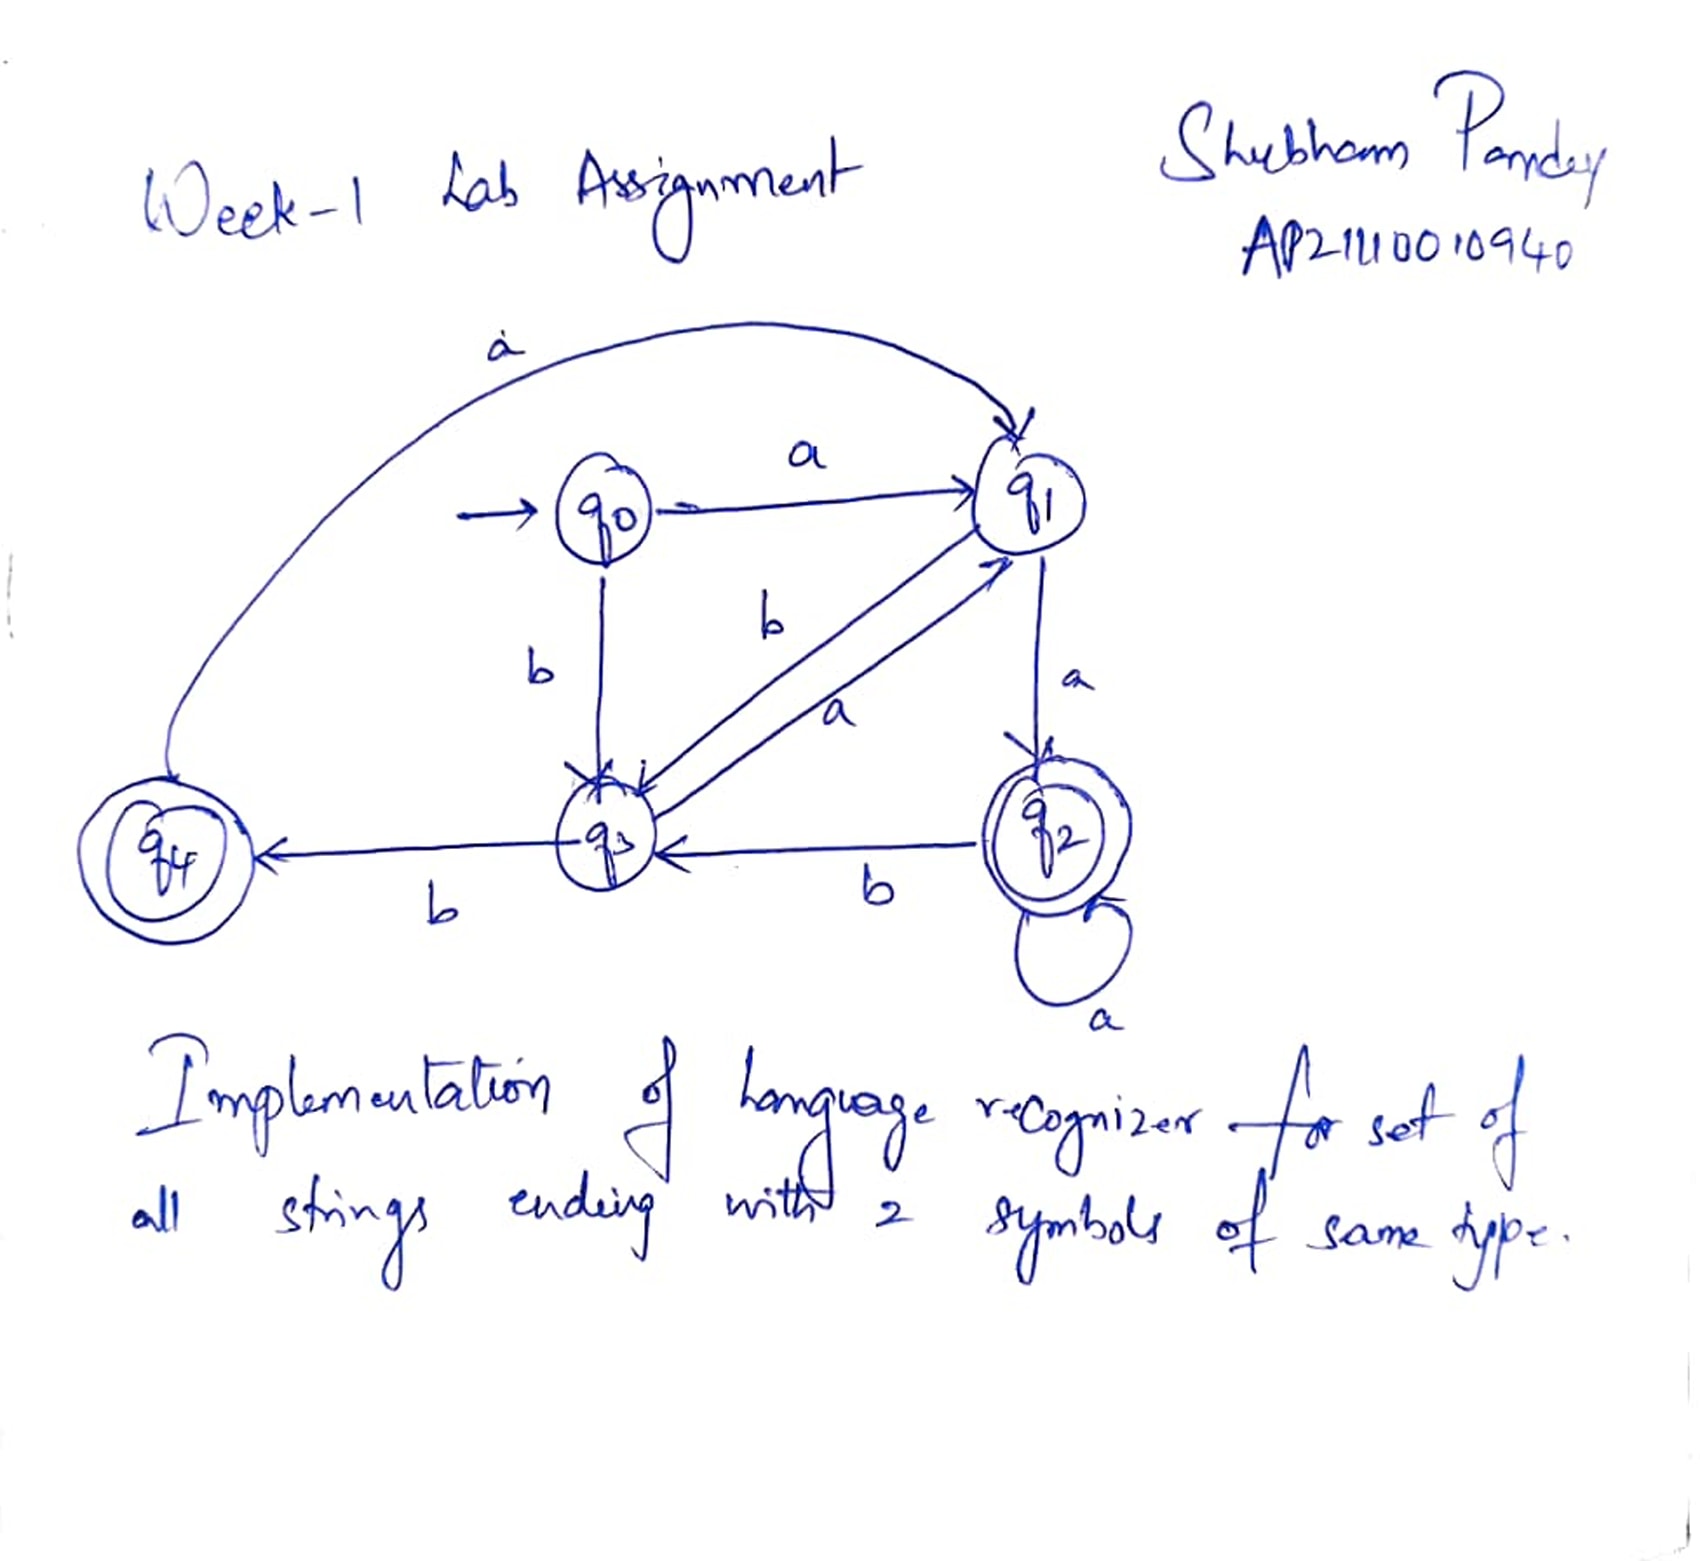 Week-1 Lab Assignment
Shubham Pandey
AP21110010940
a
a
q0
q1
b
b
a
a
q4
q3
q2
b
b
a
Implementation of Language recognizer for set of
all strings ending with 2 symbols of same type.